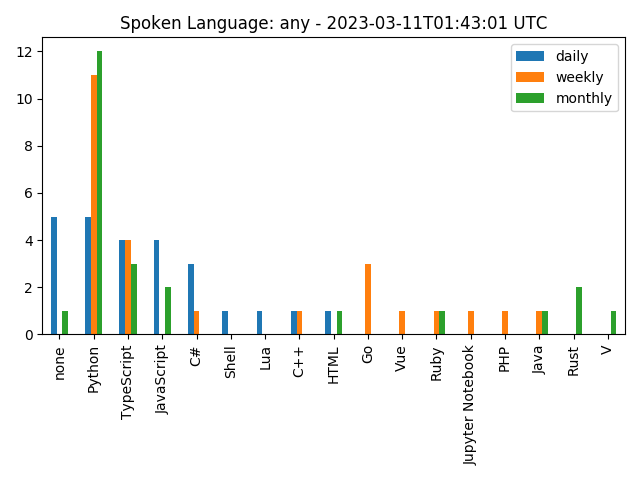 Spoken Language: any - 2023-03-11T01:43:01 UTC
daily
weekly
monthly
12
10
8
6
4
2
0
none
Python
TypeScript
JavaScript
C#
Shell
Lua
C++
HTML
Go
Vue
Ruby
Jupyter Notebook
PHP
Java
Rust
V